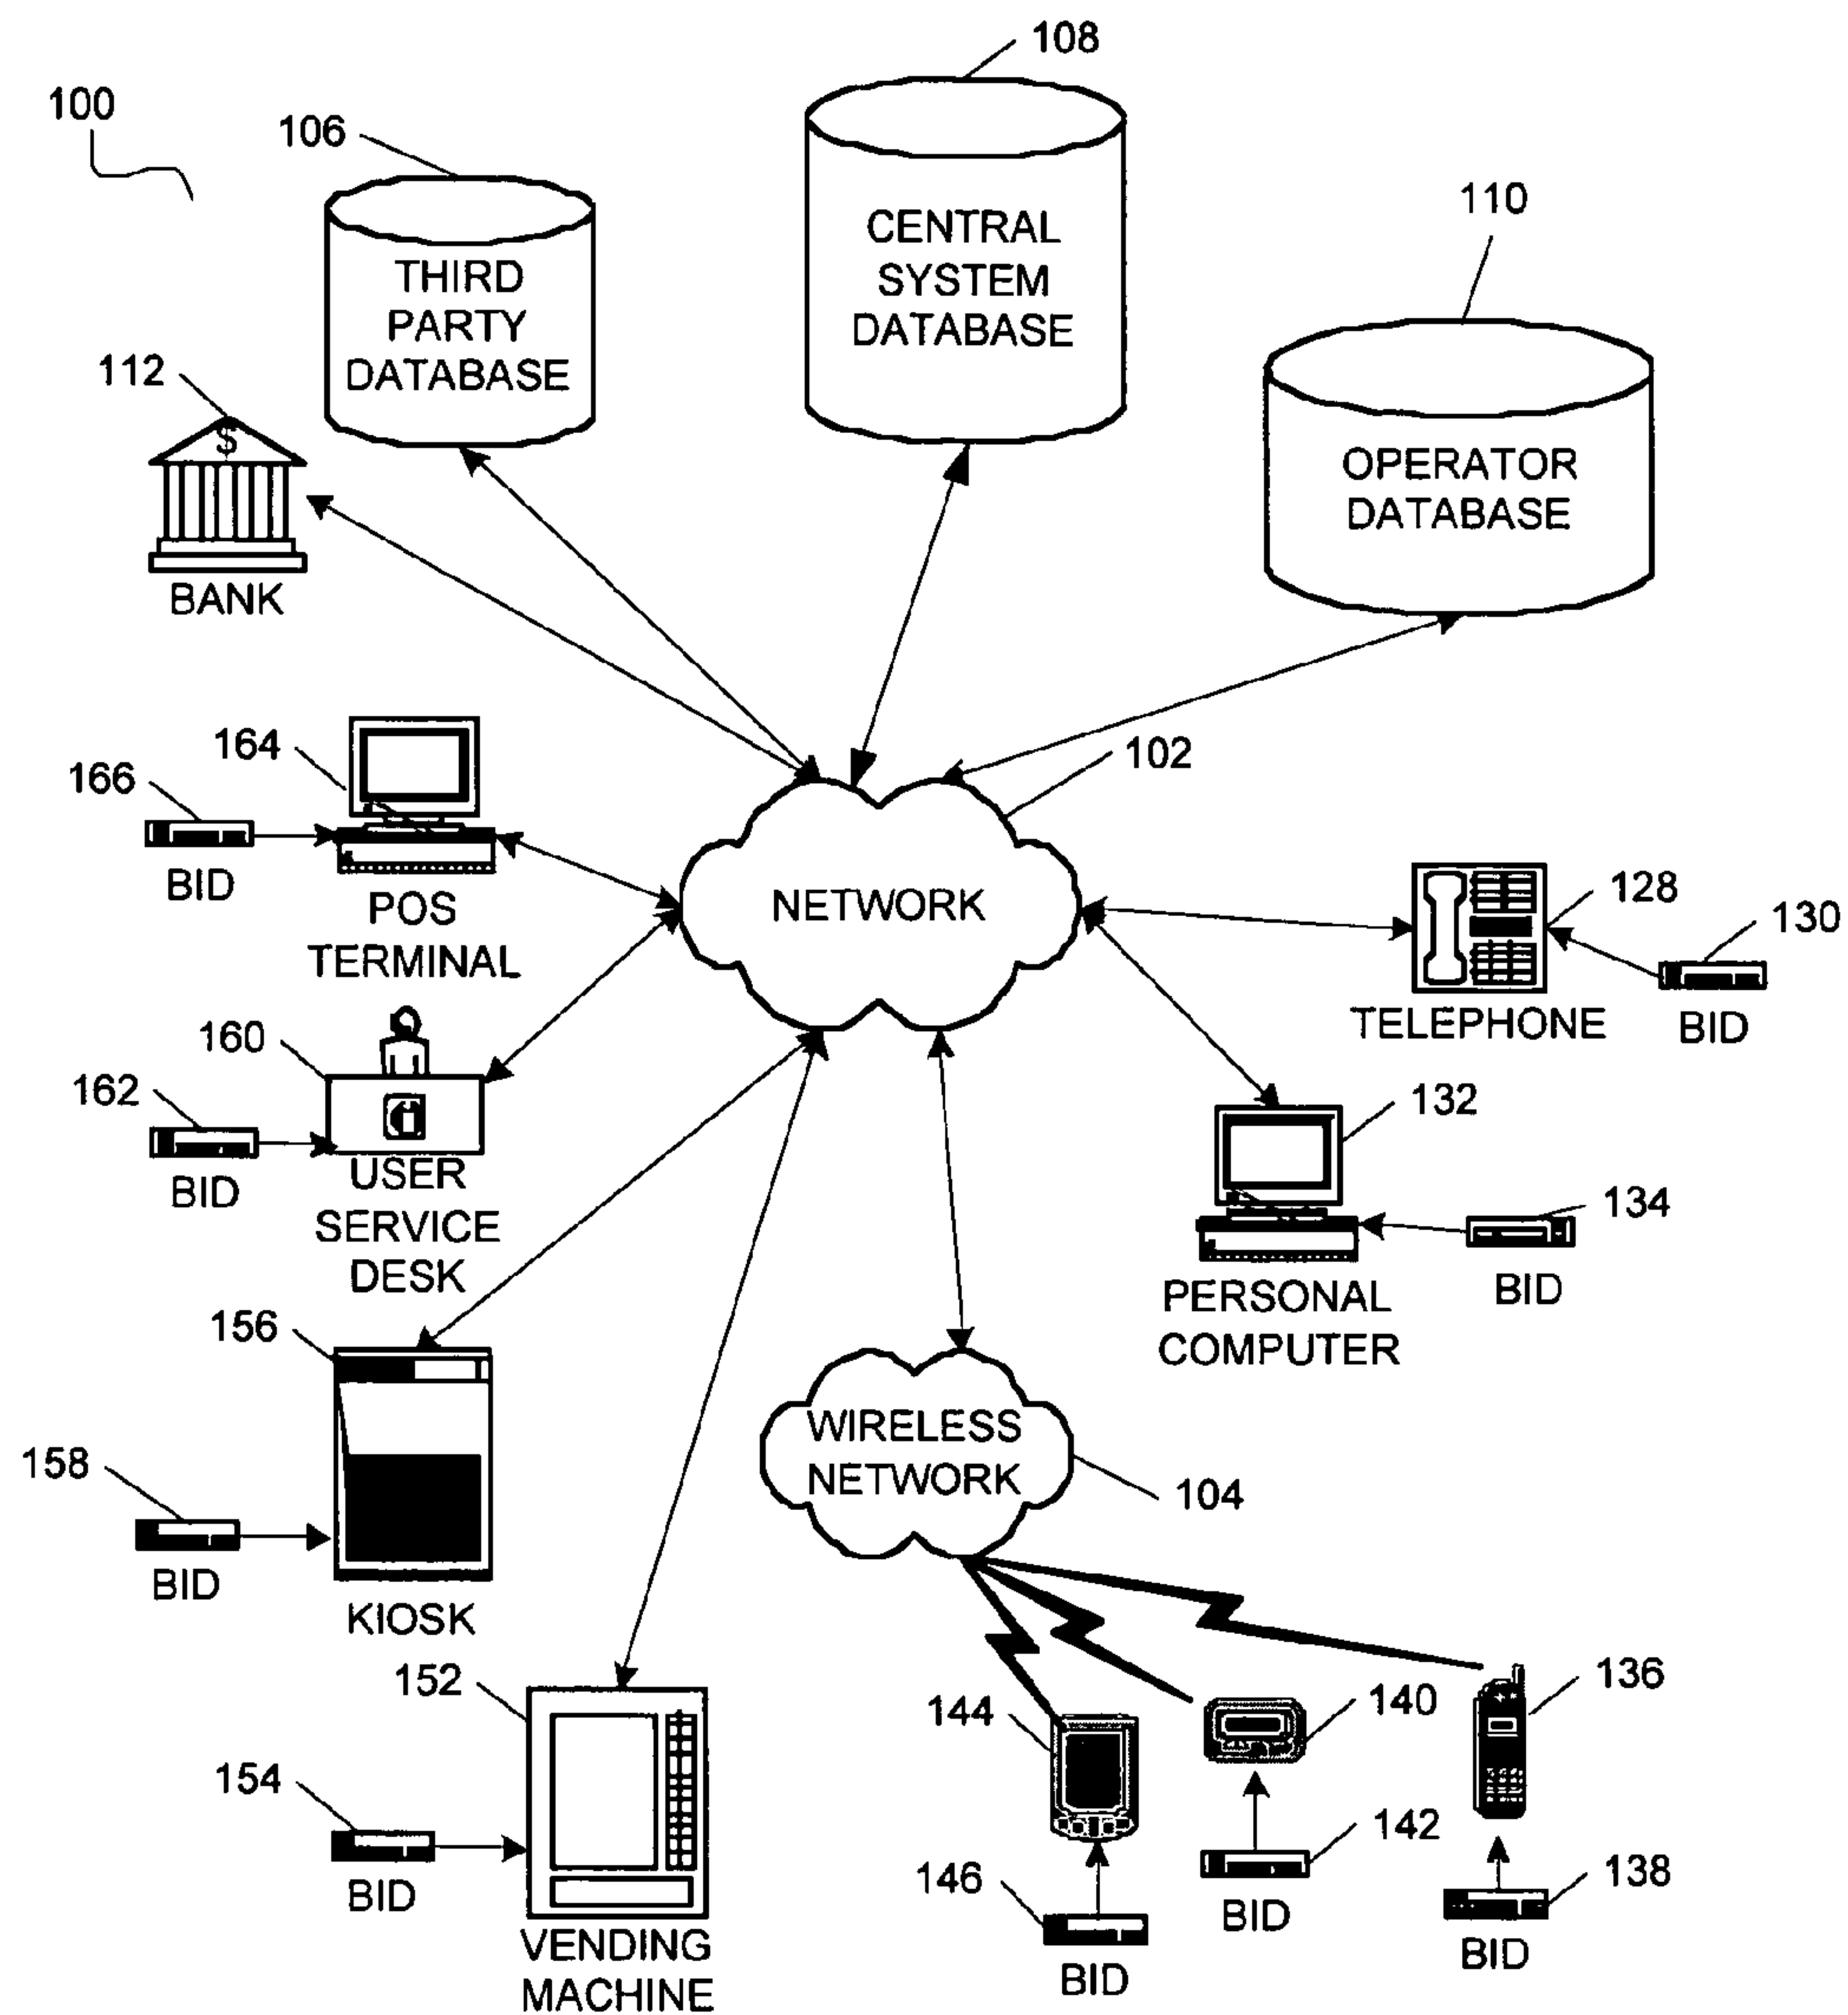 108
100
106
CENTRAL
SYSTEM
DATABASE
110
THIRD
PARTY
DATABASE
112
$
BANK
OPERATOR
DATABASE
164
166
BID
POS
TERMINAL
102
NETWORK
128
130
TELEPHONE
BID
160
162
BID
USER
SERVICE
DESK
132
134
BID
PERSONAL
COMPUTER
156
158
BID
KIOSK
WIRELESS
NETWORK
104
152
154
BID
VENDING
MACHINE
144
146
BID
140
142
BID
136
138
BID